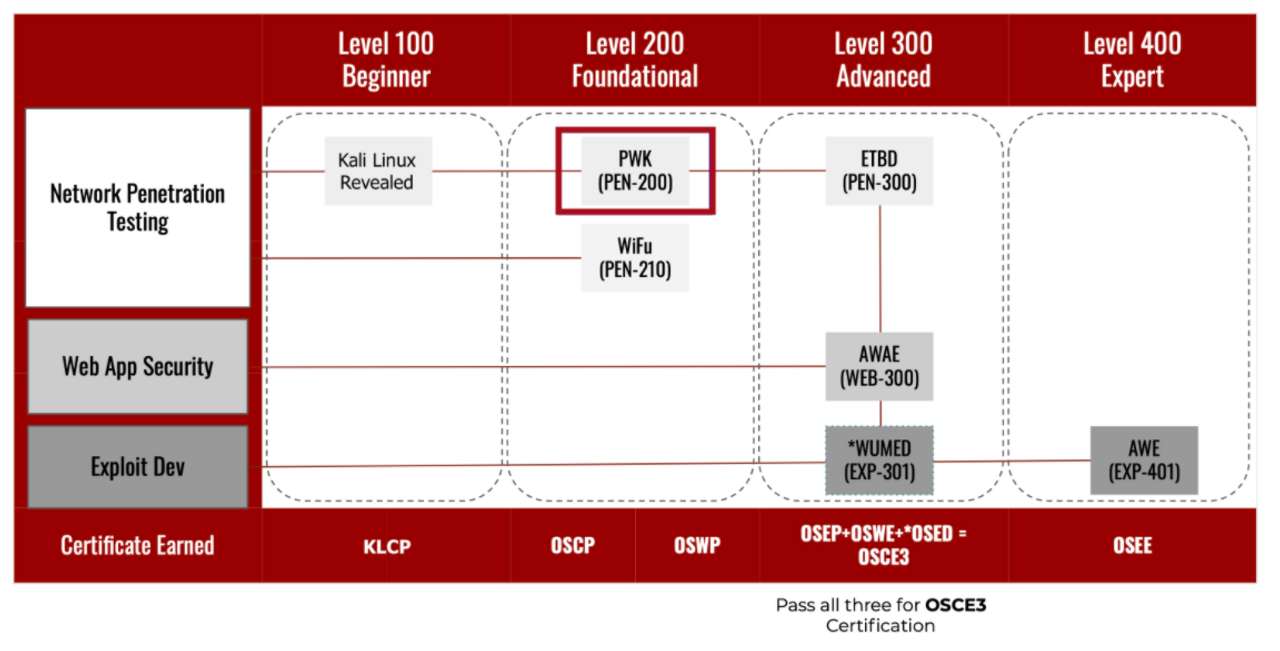 Level 100
Beginner
Level 200
Foundational
Level 300
Advanced
Level 400
Expert
Network Penetration
Testing
Kali Linux
Revealed
PWK
(PEN-200)
ETBD
(PEN-300)
WiFu
(PEN-210)
Web App Security
AWAE
(WEB-300)
Exploit Dev
*WUMED
(EXP-301)
AWE
(EXP-401)
Certificate Earned
KLCP
OSCP
OSWP
OSEP+OSWE+*OSED =
OSCE3
OSEE
Pass all three for OSCE3
Certification